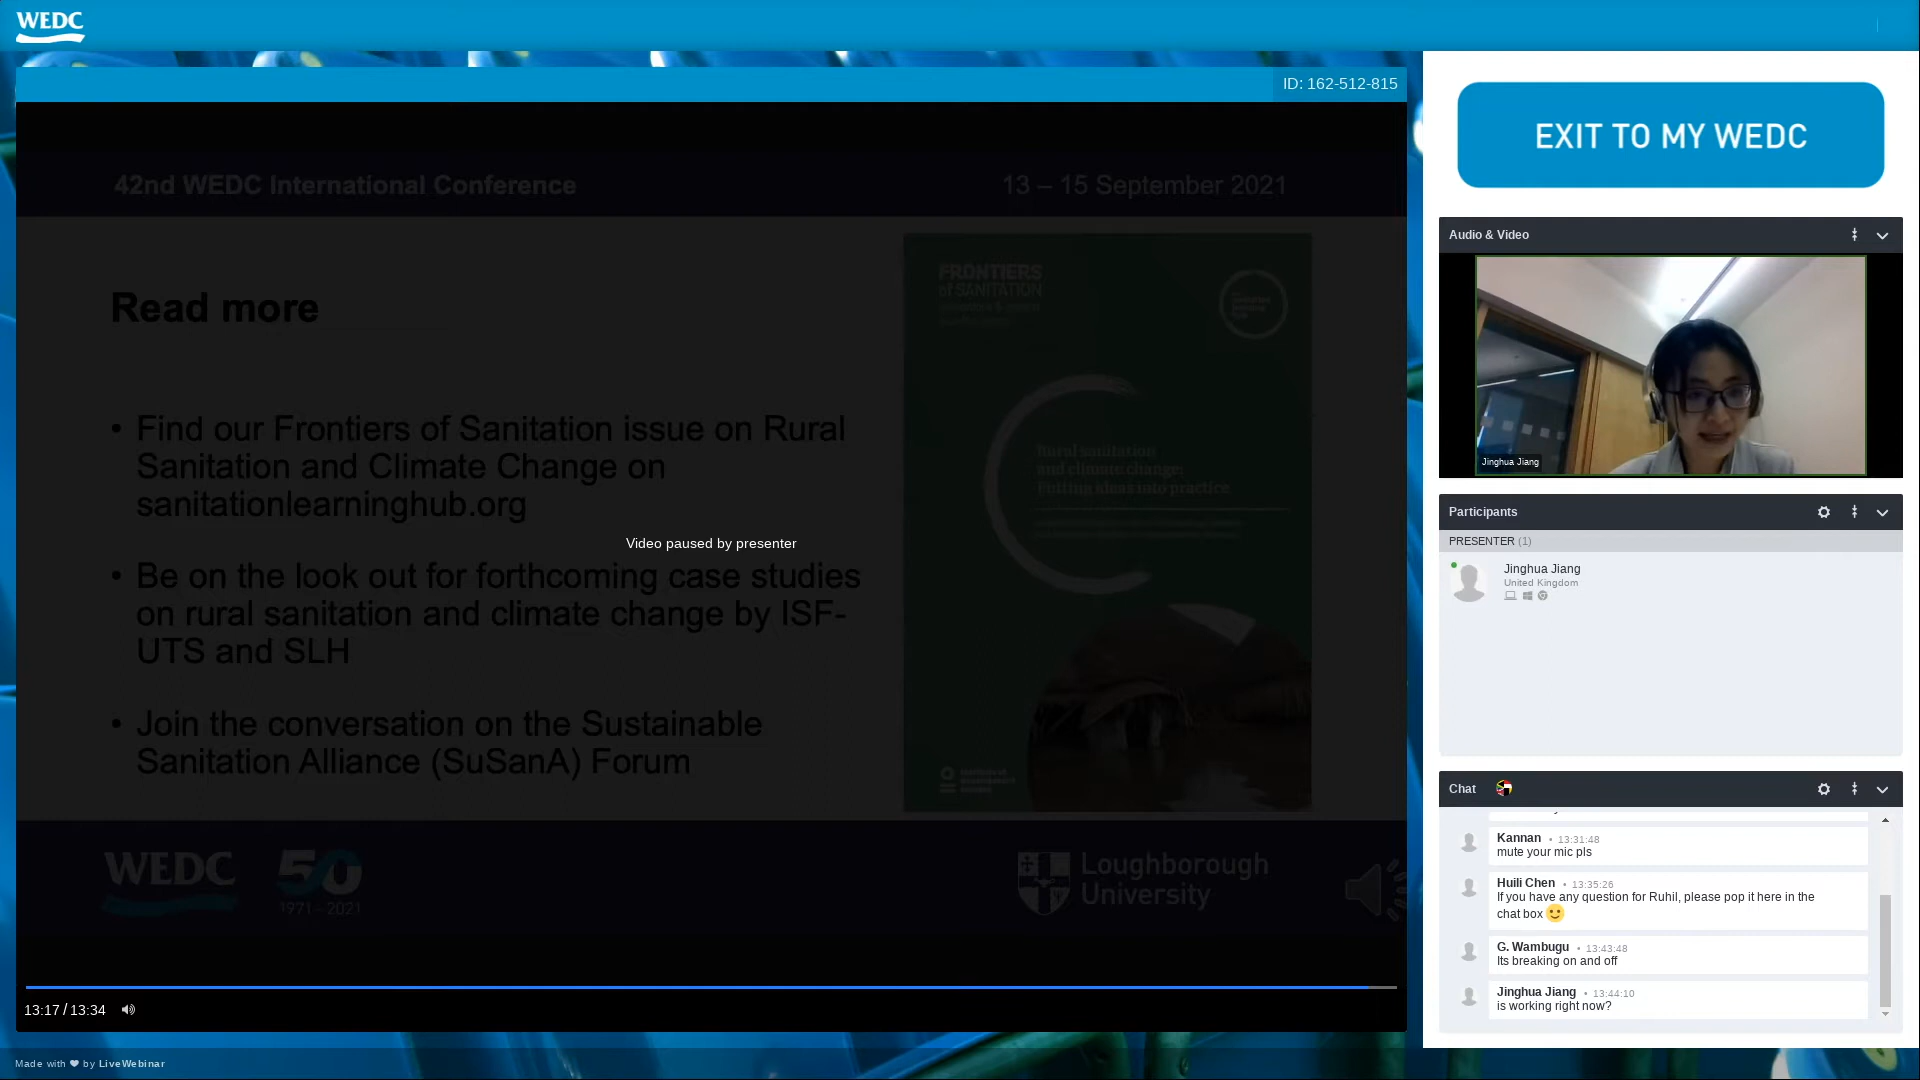 WEDC
ID: 162-512-815
EXIT TO MY WEDC
42nd WEDC International Conference
13 – 15 September 2021
Read more
• Find our Frontiers of Sanitation issue on Rural
Sanitation and Climate Change on
sanitationlearninghub.org
• Be on the look out for forthcoming case studies
on rural sanitation and climate change by ISF-
UTS and SLH
• Join the conversation on the Sustainable
Sanitation Alliance (SuSanA) Forum
FRONTIERS
of SANITATION
Rural sanitation
and climate change:
Putting ideas into practice
Video paused by presenter
WEDC
50
1971 - 2021
Loughborough
University
13:17 / 13:34
Made with by LiveWebinar
Audio & Video
Jinghua Jiang
Participants
PRESENTER (1)
Jinghua Jiang
United Kingdom
Chat
Kannan • 13:31:48
mute your mic pls
Huili Chen • 13:35:26
If you have any question for Ruhil, please pop it here in the
chat box
G. Wambugu • 13:43:48
Its breaking on and off
Jinghua Jiang • 13:44:10
is working right now?